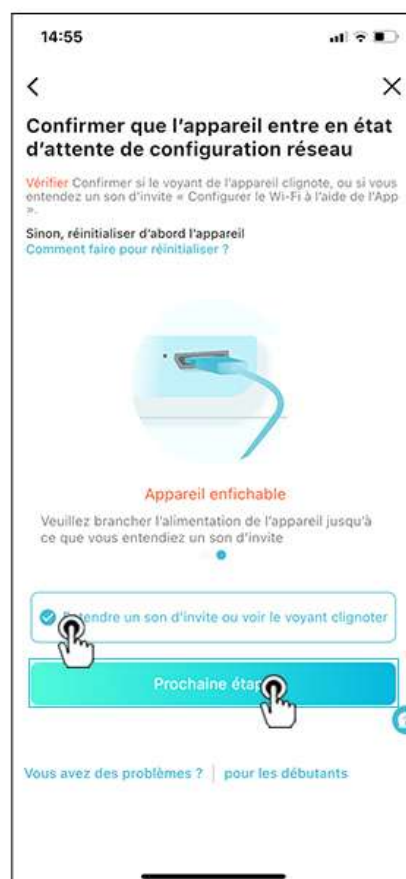 14:55
Confirmer que l'appareil entre en état
d'attente de configuration réseau
Vérifier Confirmer si le voyant de l'appareil clignote, ou si vous
entendez un son d'invite « Configurer le Wi-Fi à l'aide de l'App
».
Sinon, réinitialiser d'abord l'appareil
Comment faire pour réinitialiser ?
Appareil enfichable
Veuillez brancher l'alimentation de l'appareil jusqu'à
ce que vous entendiez un son d'invite
un son d'invite ou voir le voyant clignoter
Prochaine
Vous avez des problèmes ? | pour les débutants